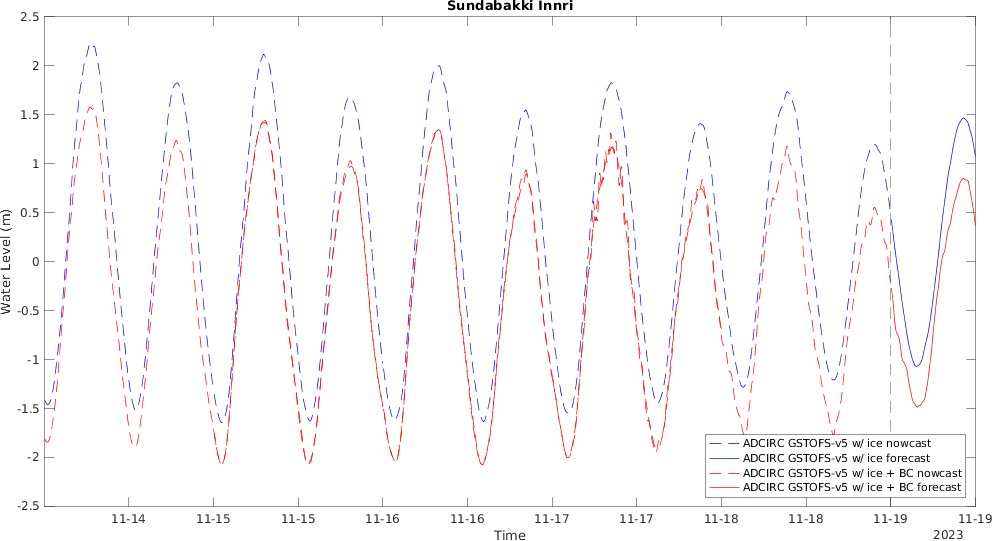 Sundabakki Innri
2.5
2
1.5
1
0.5
0
-0.5
-1
-1.5
-2
-2.5
Water Level (m)
ADCIRC GSTOFS-v5 w/ ice nowcast
ADCIRC GSTOFS-v5 w/ ice forecast
ADCIRC GSTOFS-v5 w/ ice + BC nowcast
ADCIRC GSTOFS-v5 w/ ice + BC forecast
11-14 11-15 11-15 11-16 11-16 11-17 11-17 11-18 11-18 11-19 11-19
Time
2023